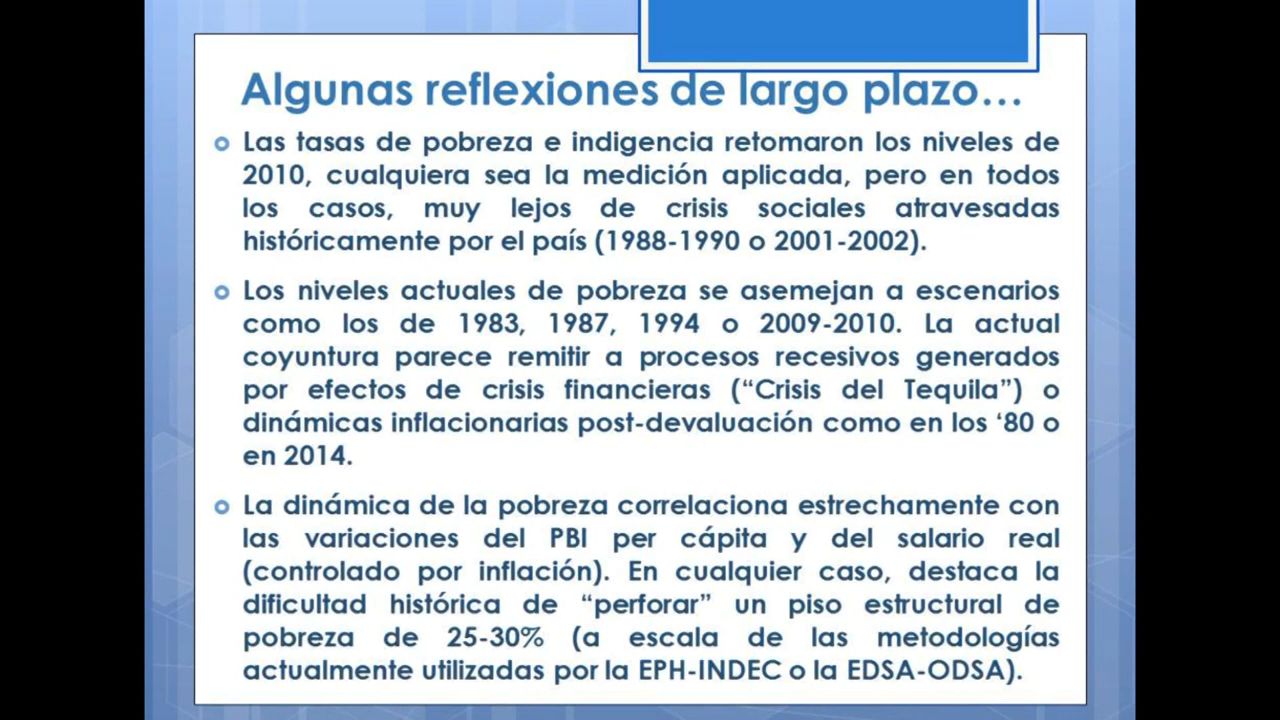 Algunas reflexiones de largo plazo...
Las tasas de pobreza e indigencia retomaron los niveles de
2010, cualquiera sea la medición aplicada, pero en todos
los casos, muy lejos de crisis sociales atravesadas
históricamente por el país (1988-1990 o 2001-2002).
Los niveles actuales de pobreza se asemejan a escenarios
como los de 1983, 1987, 1994 o 2009-2010. La actual
coyuntura parece remitir a procesos recesivos generados
por efectos de crisis financieras (“Crisis del Tequila”) o
dinámicas inflacionarias post-devaluación como en los ‘80 o
en 2014.
La dinámica de la pobreza correlaciona estrechamente con
las variaciones del PBI per cápita y del salario real
(controlado por inflación). En cualquier caso, destaca la
dificultad histórica de “perforar” un piso estructural de
pobreza de 25-30% (a escala de las metodologías
actualmente utilizadas por la EPH-INDEC o la EDSA-ODSA).